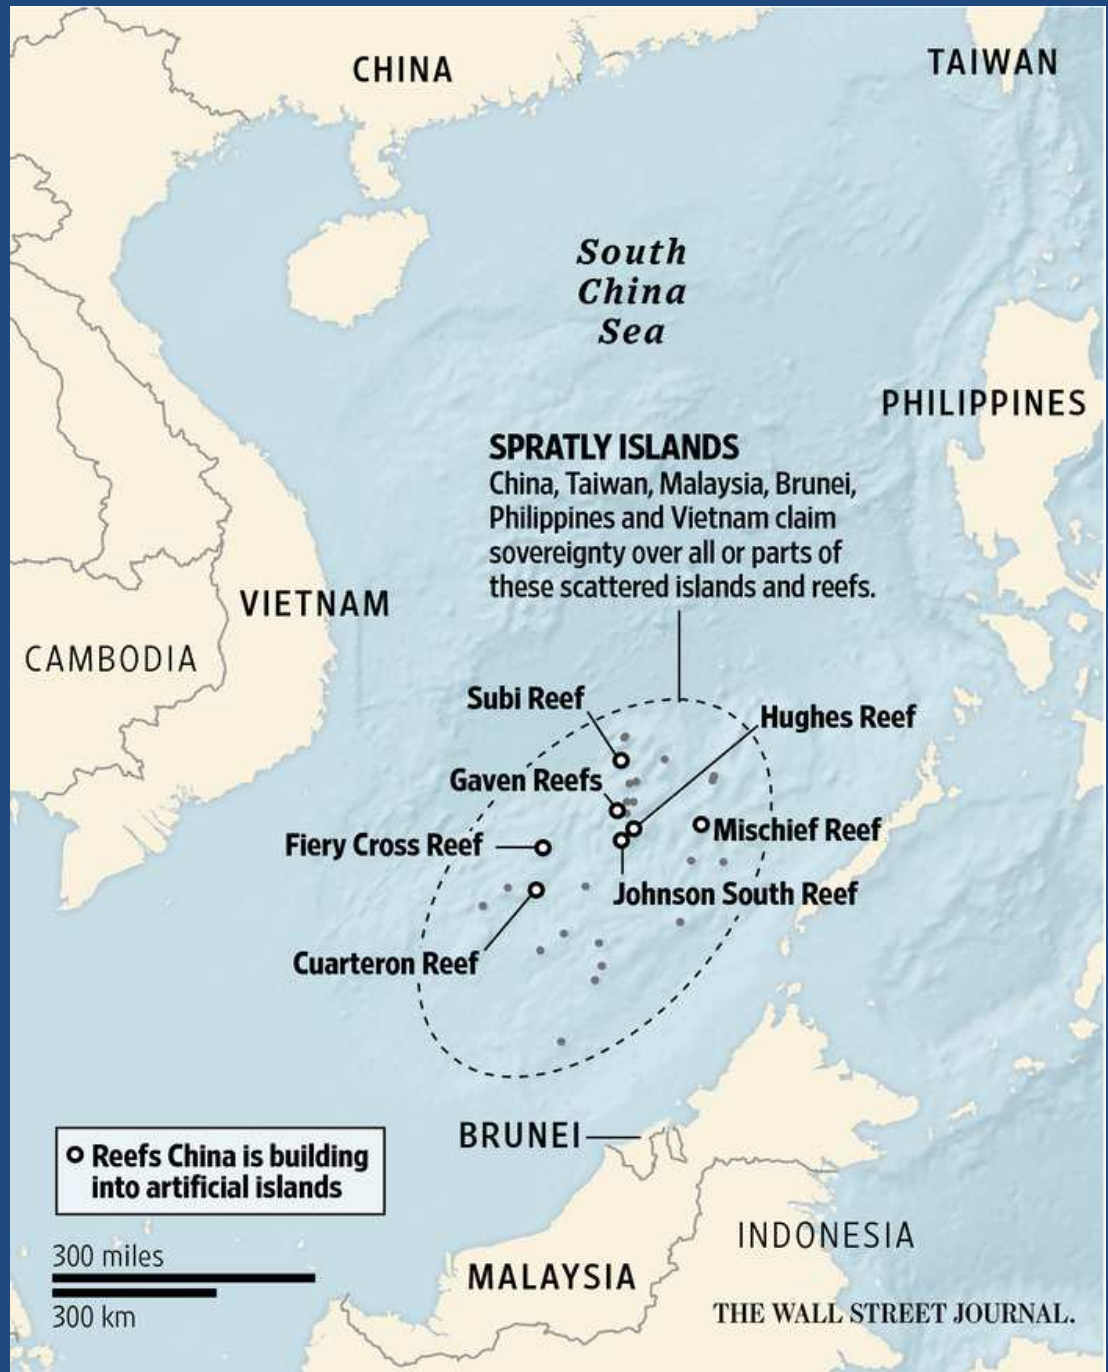 CHINA
TAIWAN
South
China
Sea
PHILIPPINES
SPRATLY ISLANDS
China, Taiwan, Malaysia, Brunei,
Philippines and Vietnam claim
sovereignty over all or parts of
these scattered islands and reefs.
VIETNAM
CAMBODIA
Subi Reef
Hughes Reef
Gaven Reefs
Mischief Reef
Fiery Cross Reef
Johnson South Reef
Cuarteron Reef
BRUNEI
Reefs China is building
into artificial islands
INDONESIA
300 miles
MALAYSIA
300 km
THE WALL STREET JOURNAL.